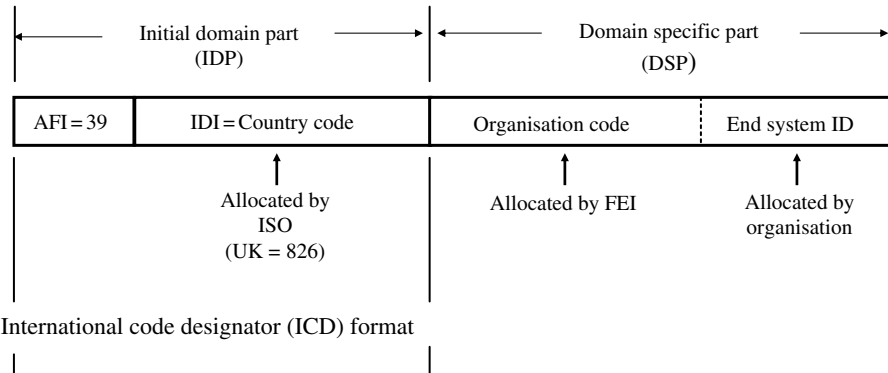 Initial domain part
(IDP)
Domain specific part
(DSP)
AFI = 39
IDI = Country code
Organisation code
End system ID
Allocated by
ISO
(UK = 826)
Allocated by FEI
Allocated by
organisation
International code designator (ICD) format